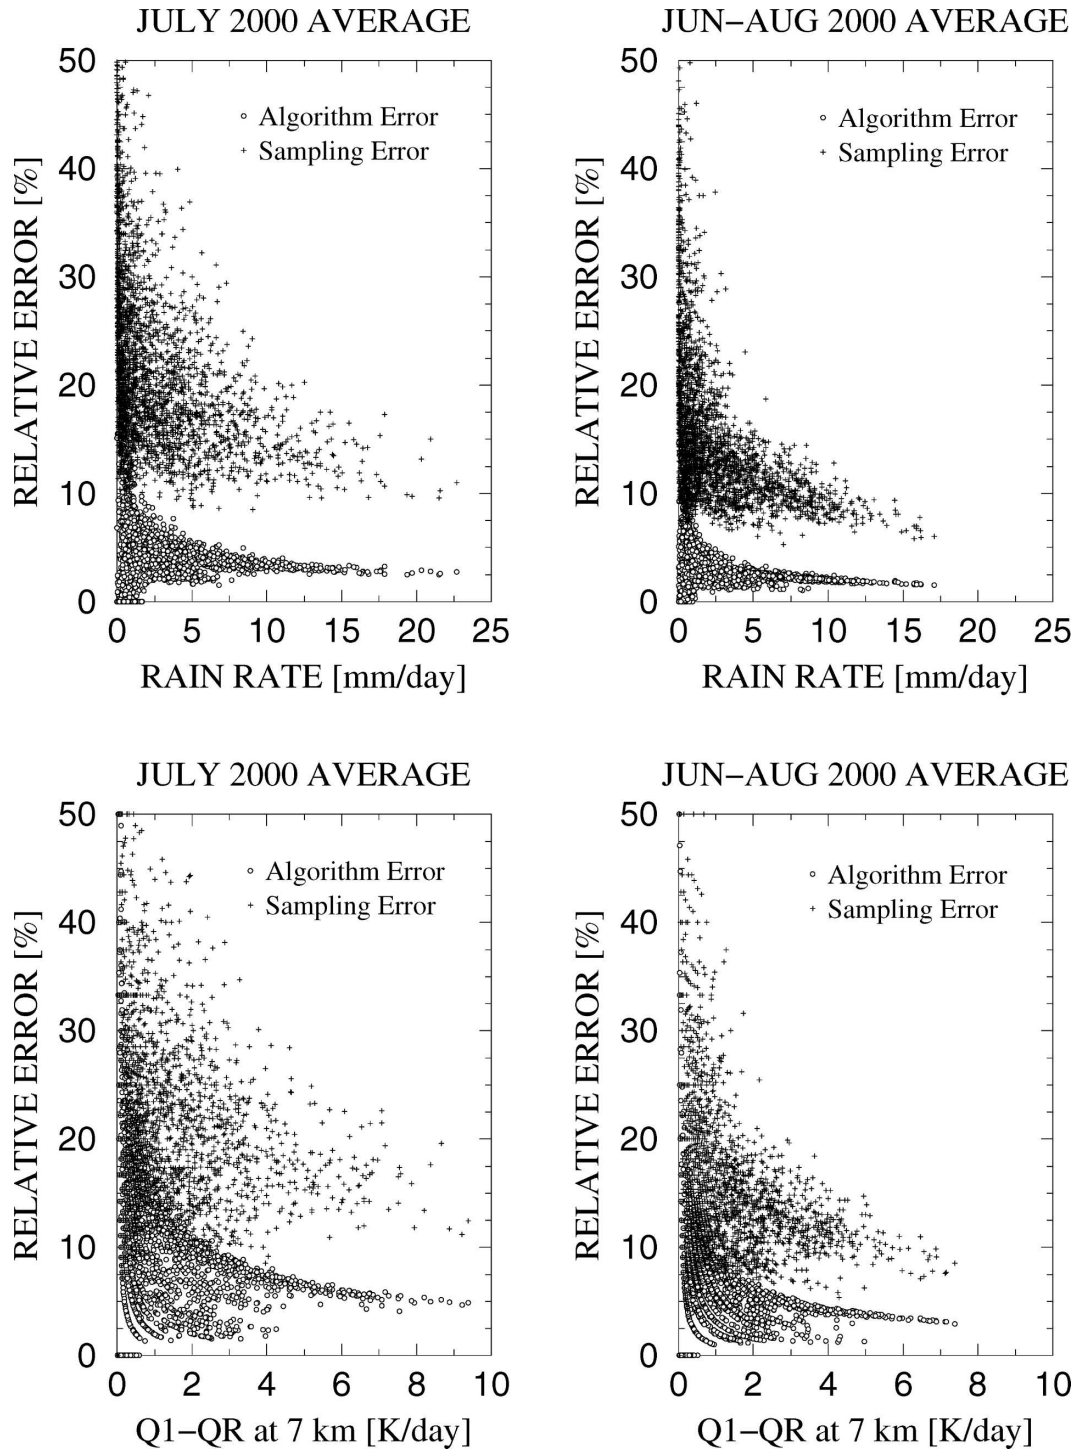 JULY 2000 AVERAGE
RELATIVE ERROR [%]
50
40
30
20
10
0
Algorithm Error
Sampling Error
0 5 10 15 20 25
RAIN RATE [mm/day]
JUN-AUG 2000 AVERAGE
RELATIVE ERROR [%]
50
40
30
20
10
0
Algorithm Error
Sampling Error
0 5 10 15 20 25
RAIN RATE [mm/day]
JULY 2000 AVERAGE
RELATIVE ERROR [%]
50
40
30
20
10
0
Algorithm Error
Sampling Error
0 2 4 6 8 10
Q1-QR at 7 km [K/day]
JUN-AUG 2000 AVERAGE
RELATIVE ERROR [%]
50
40
30
20
10
0
Algorithm Error
Sampling Error
0 2 4 6 8 10
Q1-QR at 7 km [K/day]